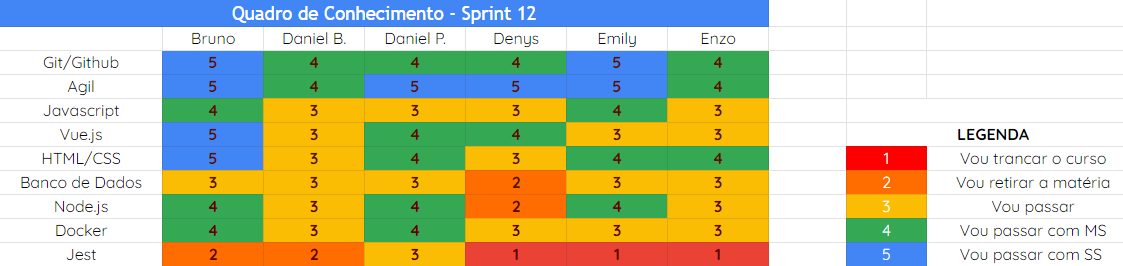 Quadro de Conhecimento - Sprint 12
Bruno Daniel B. Daniel P. Denys Emily Enzo
Git/Github 5 4 4 4 5 4
Agil 5 4 5 5 5 4
Javascript 4 3 3 3 4 3
Vue.js 5 3 4 4 3 3
HTML/CSS 5 3 4 3 4 4
Banco de Dados 3 3 3 2 3 3
Node.js 4 3 4 2 4 3
Docker 4 3 4 3 3 3
Jest 2 2 3 1 1 1
LEGENDA
1 Vou trancar o curso
2 Vou retirar a matéria
3 Vou passar
4 Vou passar com MS
5 Vou passar com SS